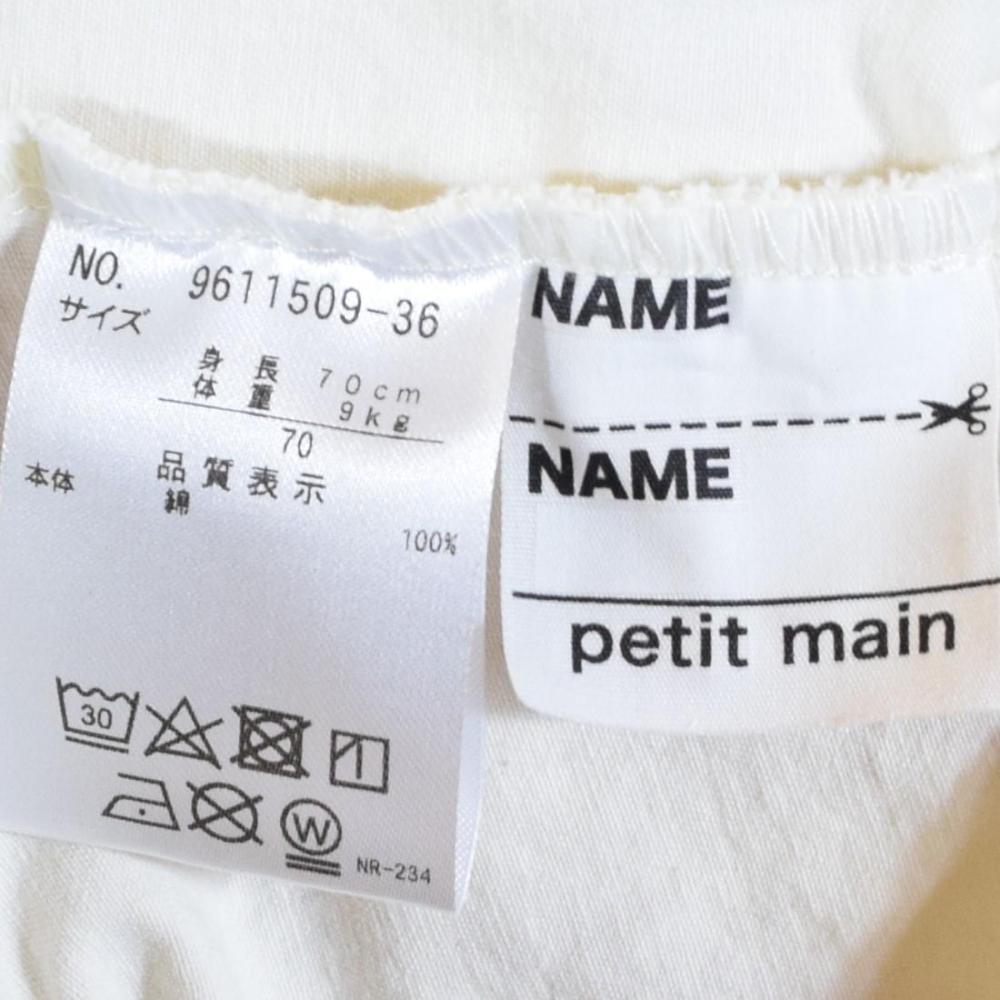 NO. 9611509-36
サイズ
身長 70cm
体重 9kg
70
品質表示
本体 綿 100%
30
W
NR-234
NAME
NAME
petit main